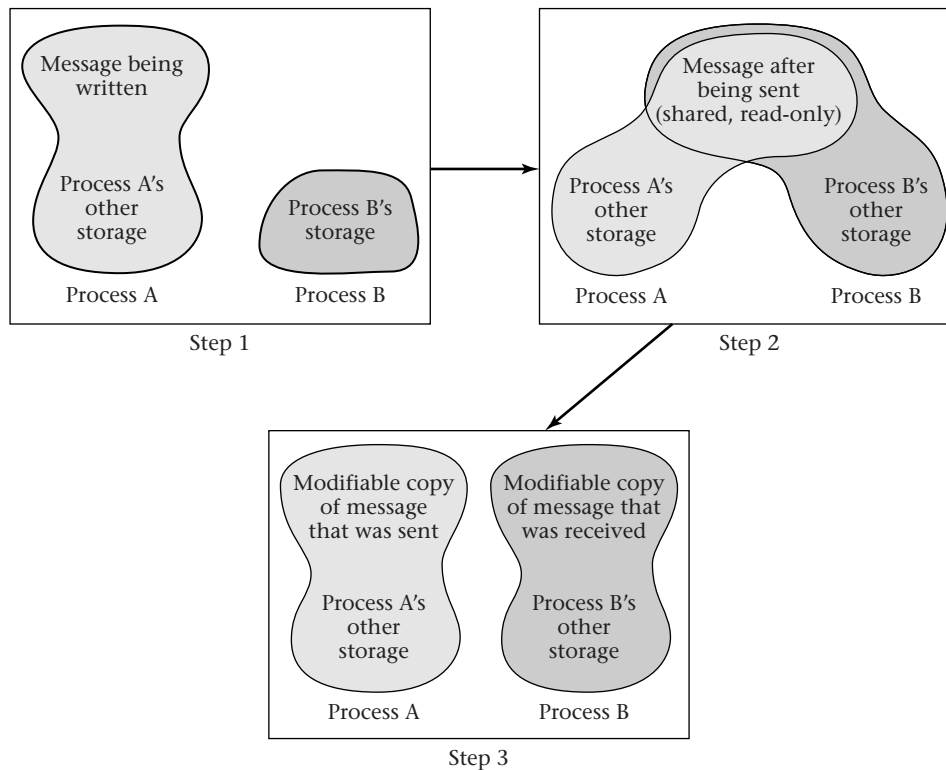 Message being
written
Process A's
other
storage
Process B's
storage
Process A
Process B
Step 1
Message after
being sent
(shared, read-only)
Process A's
other
storage
Process B's
other
storage
Process A
Process B
Step 2
Modifiable copy
of message
that was sent
Modifiable copy
of message that
was received
Process A's
other
storage
Process B's
other
storage
Process A
Process B
Step 3